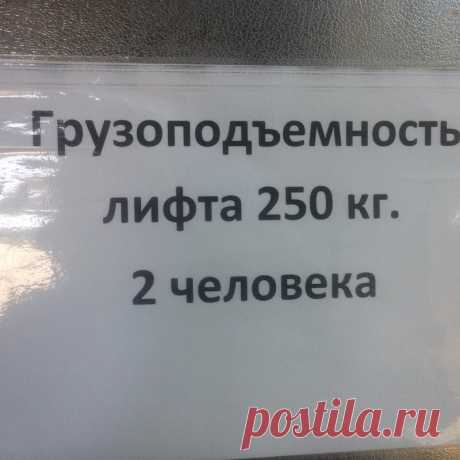 Грузоподъемность
лифта 250 кг.
2 человека
postila.ru